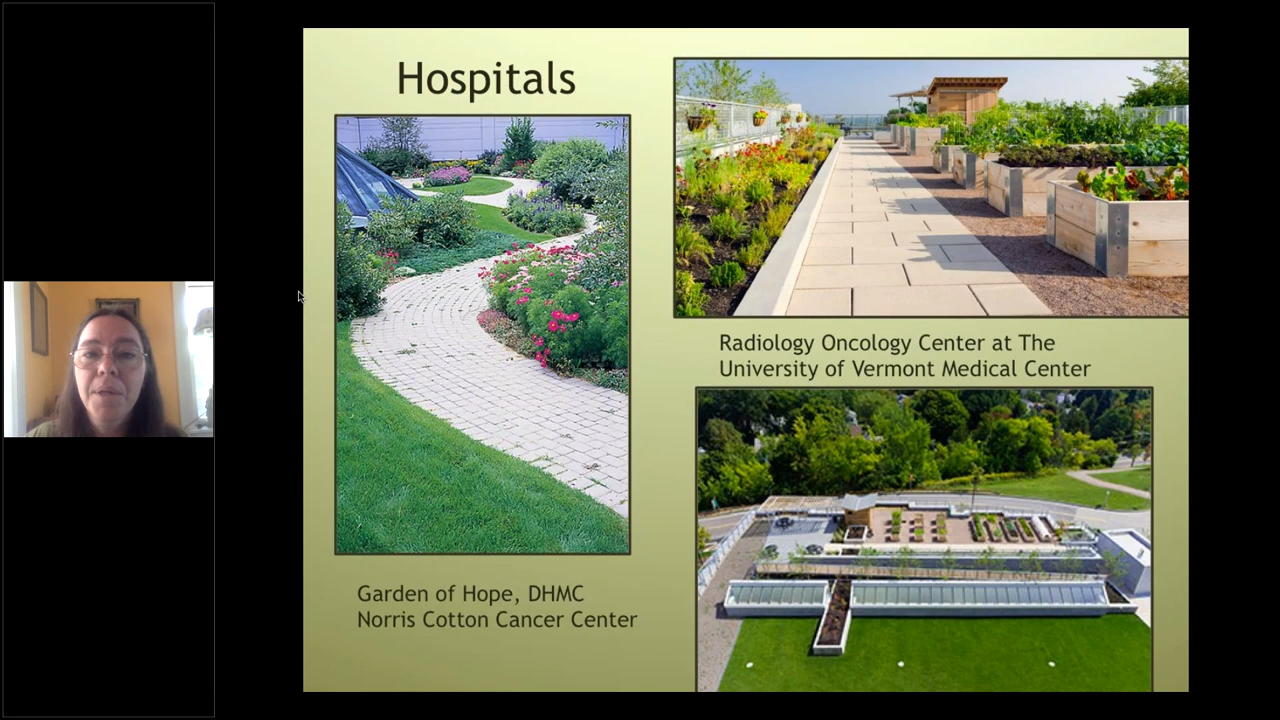 Hospitals
Radiology Oncology Center at The
University of Vermont Medical Center
Garden of Hope, DHMC
Norris Cotton Cancer Center